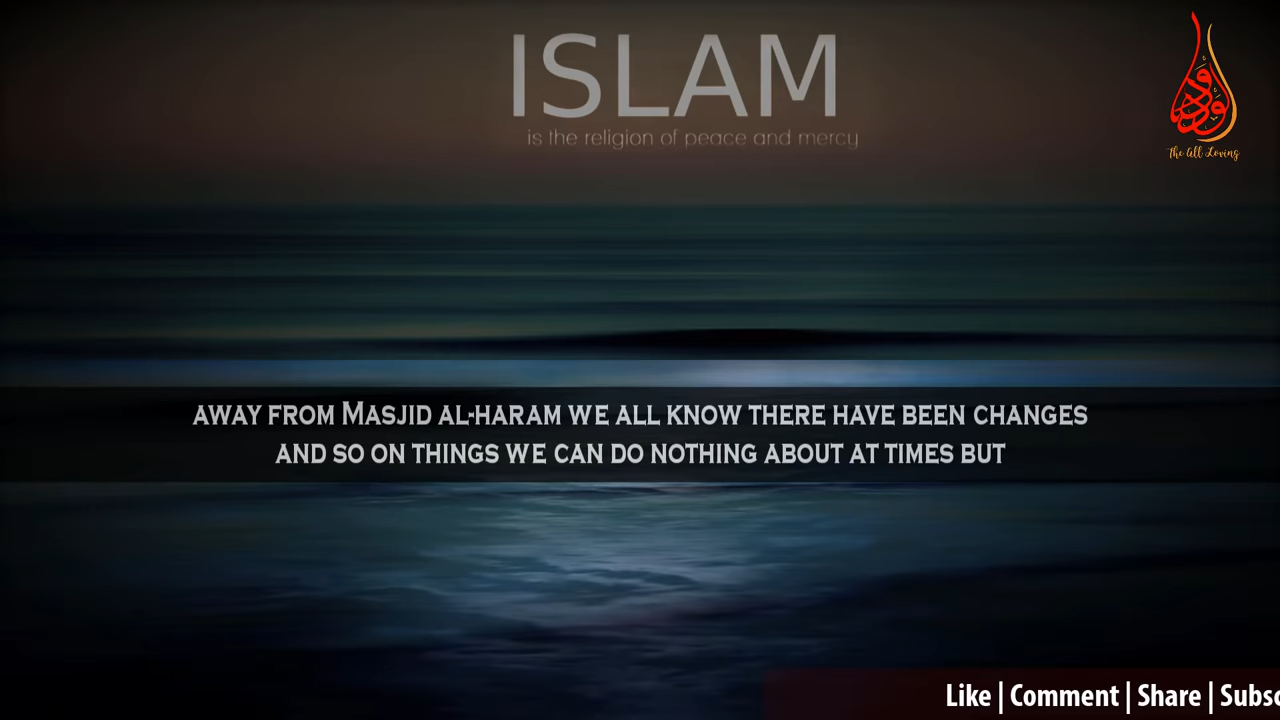 ISLAM
is the religion of peace and mercy
ودود
The All Loving
AWAY FROM MASJID AL-HARAM WE ALL KNOW THERE HAVE BEEN CHANGES
AND SO ON THINGS WE CAN DO NOTHING ABOUT AT TIMES BUT
Like | Comment | Share | Subsc